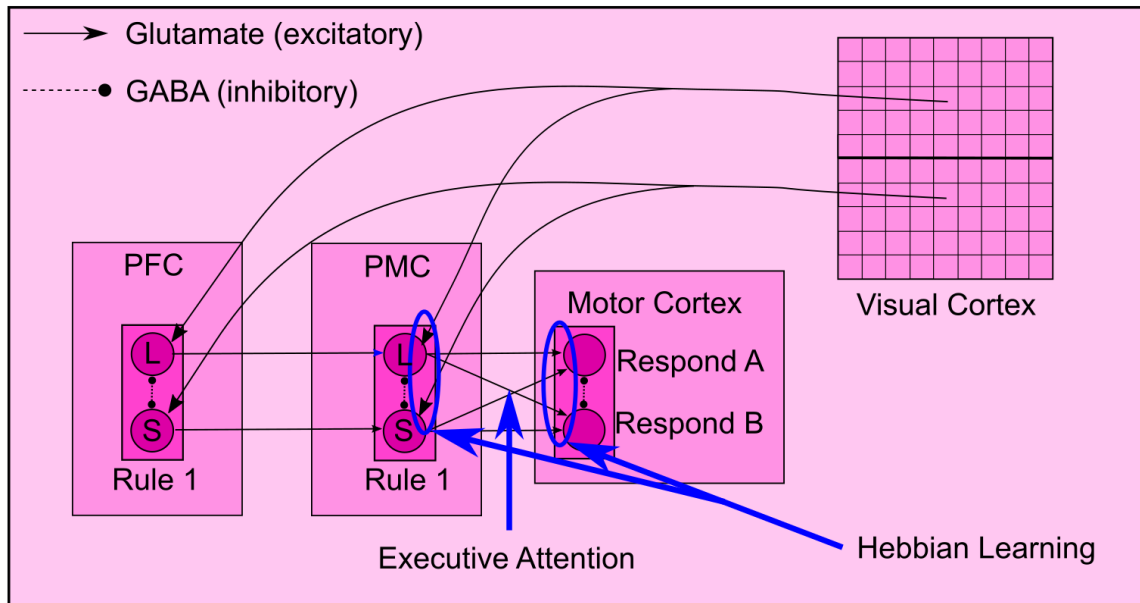 Glutamate (excitatory)
GABA (inhibitory)
Visual Cortex
PFC
L
S
Rule 1
PMC
L
S
Rule 1
Motor Cortex
Respond A
Respond B
Executive Attention
Hebbian Learning